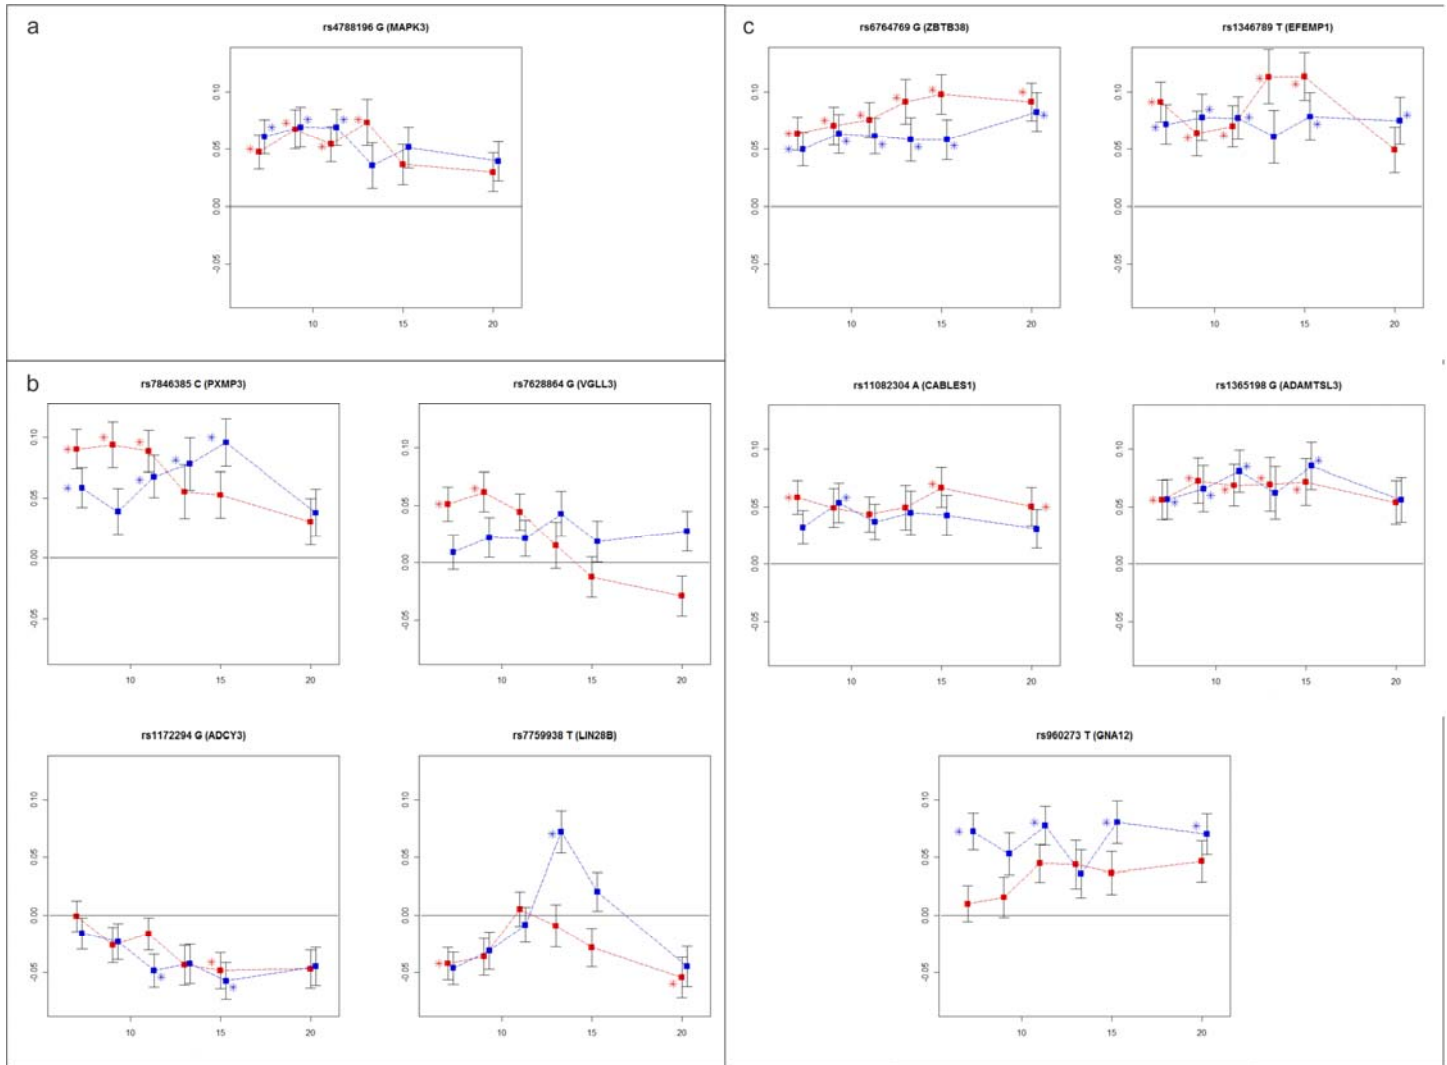 a
rs4788196 G (MAPK3)
0.10
0.05
0.00
-0.05
10 15 20
b
rs7846385 C (PXMP3)
0.10
0.05
0.00
-0.05
10 15 20
rs7628864 G (VGLL3)
0.10
0.05
0.00
-0.05
10 15 20
rs1172294 G (ADCY3)
0.10
0.05
0.00
-0.05
10 15 20
rs7759938 T (LIN28B)
0.10
0.05
0.00
-0.05
10 15 20
c
rs6764769 G (ZBTB38)
0.10
0.05
0.00
-0.05
10 15 20
rs1346789 T (EFEMP1)
0.10
0.05
0.00
-0.05
10 15 20
rs11082304 A (CABLES1)
0.10
0.05
0.00
-0.05
10 15 20
rs1365198 G (ADAMTSL3)
0.10
0.05
0.00
-0.05
10 15 20
rs960273 T (GNA12)
0.10
0.05
0.00
-0.05
10 15 20